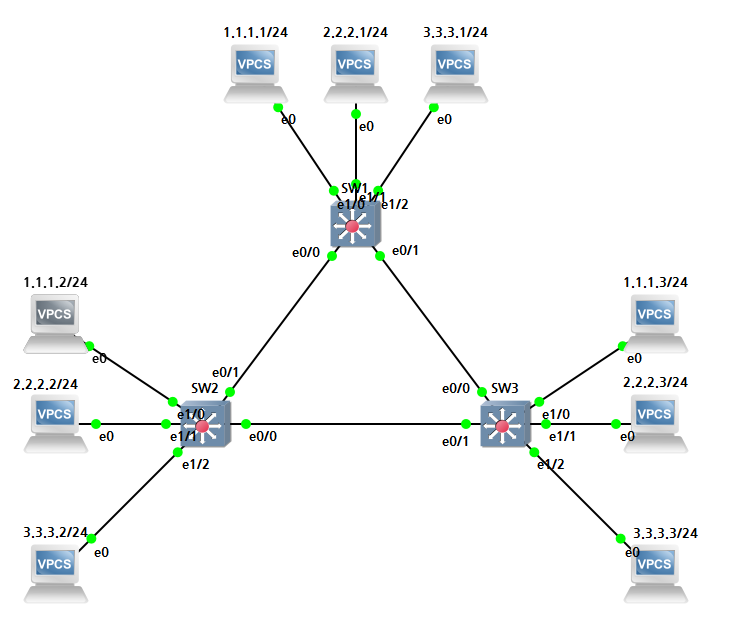 1.1.1.1/24 2.2.2.1/24 3.3.3.1/24
VPCS VPCS VPCS
e0 e0 e0
SW1
e1/0 e1/1 e1/2
e0/0 e0/1
1.1.1.2/24 1.1.1.3/24
VPCS VPCS
e0 e0
e0/1 e0/0
2.2.2.2/24 SW2 SW3 2.2.2.3/24
VPCS e1/0 e1/0 VPCS
e0 e1/1 e0/0 e0/1 e1/1 e0
e1/2 e1/2
3.3.3.2/24 3.3.3.3/24
e0 e0
VPCS VPCS